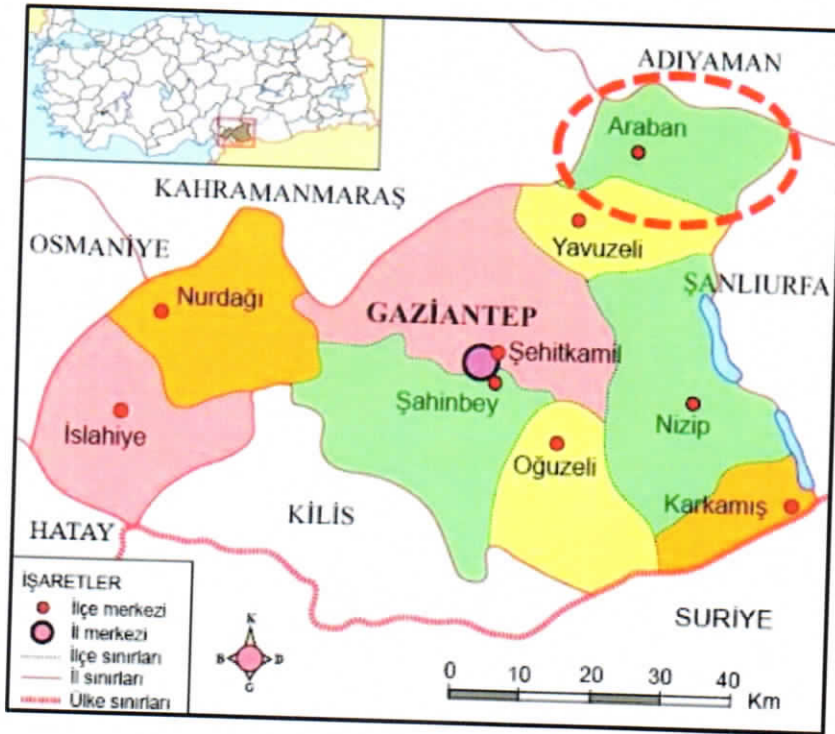 ADIYAMAN
Araban
KAHRAMANMARAŞ
OSMANİYE
Yavuzeli
ŞANLIURFA
Nurdağı
GAZİANTEP
Şehitkamil
Şahinbey
İslahiye
Nizip
Oğuzeli
Karkamış
KİLİS
HATAY
SURİYE
İŞARETLER
İlçe merkezi
İl merkezi
İlçe sınırları
İl sınırları
Ülke sınırları
K
B D
G
0 10 20 30 40
Km